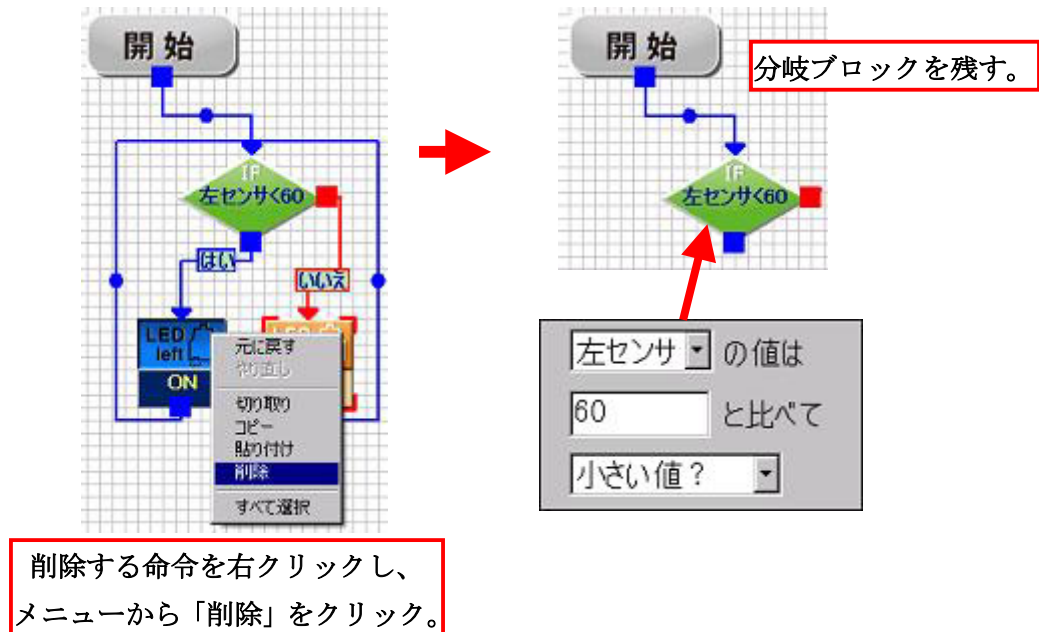 開始
IF
左センサ<60
はい
いいえ
LED
left
ON
元に戻す
やり直し
切り取り
コピー
貼り付け
削除
すべて選択
削除する命令を右クリックし、
メニューから「削除」をクリック。
開始
分岐ブロックを残す。
IF
左センサ<60
左センサ の値は
60 と比べて
小さい値？